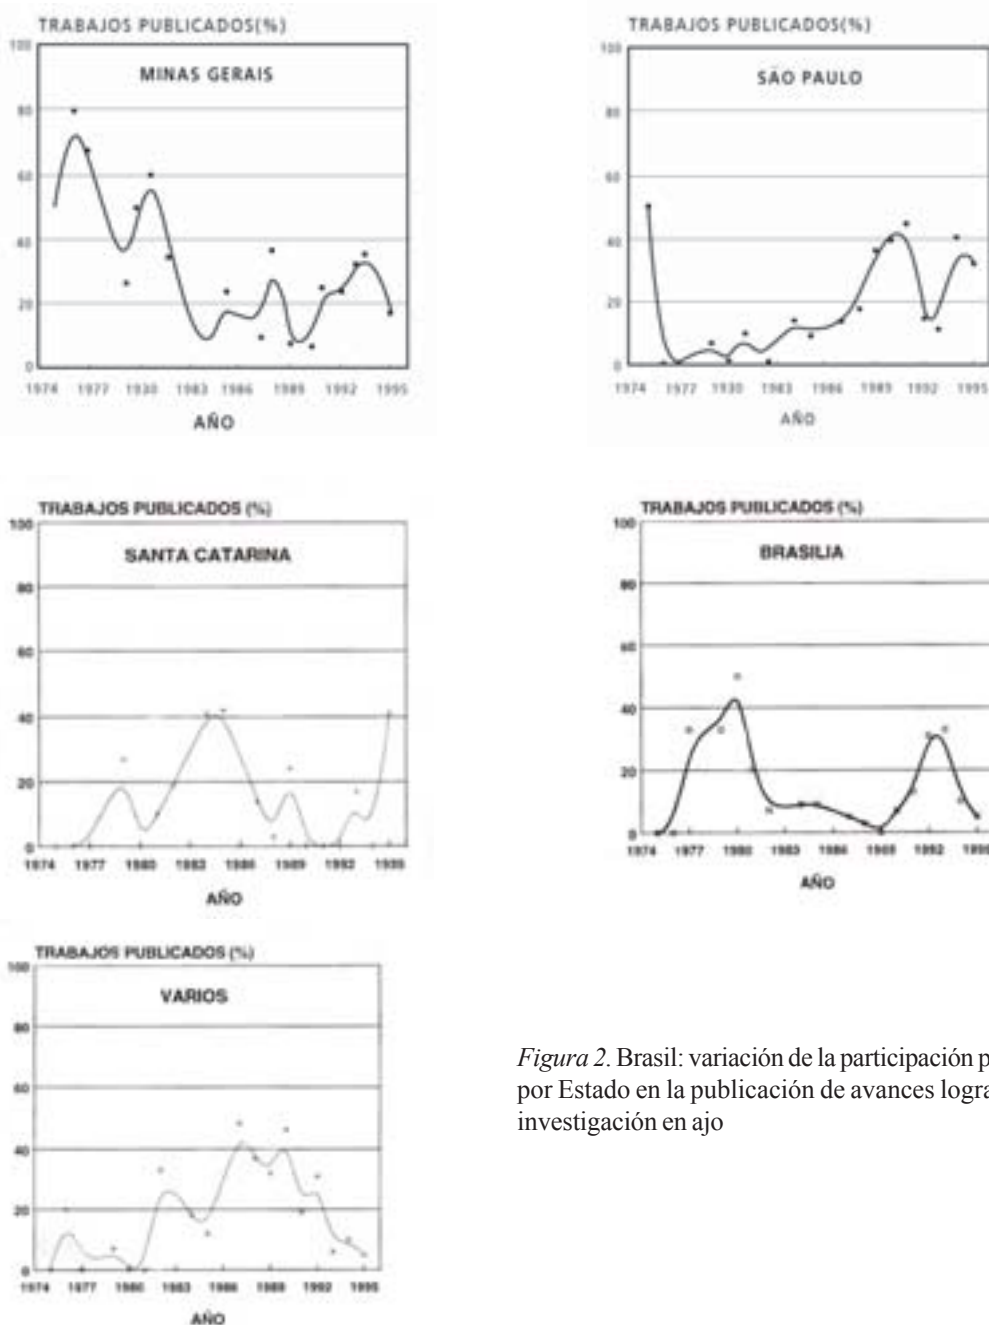 TRABAJOS PUBLICADOS(%)
MINAS GERAIS
100
80
60
40
20
0
1974 1977 1930 1983 1986 1989 1992 1995
AÑO
TRABAJOS PUBLICADOS(%)
SÃO PAULO
100
80
60
40
20
0
1974 1977 1930 1983 1986 1989 1992 1995
AÑO
TRABAJOS PUBLICADOS (%)
SANTA CATARINA
100
80
60
40
20
0
1974 1977 1980 1983 1986 1989 1992 1995
AÑO
TRABAJOS PUBLICADOS (%)
BRASILIA
100
80
60
40
20
0
1974 1977 1980 1983 1986 1989 1992 1995
AÑO
TRABAJOS PUBLICADOS (%)
VARIOS
100
80
60
40
20
0
1974 1977 1980 1983 1986 1989 1992 1995
AÑO
Figura 2. Brasil: variación de la participación p
por Estado en la publicación de avances logra
investigación en ajo